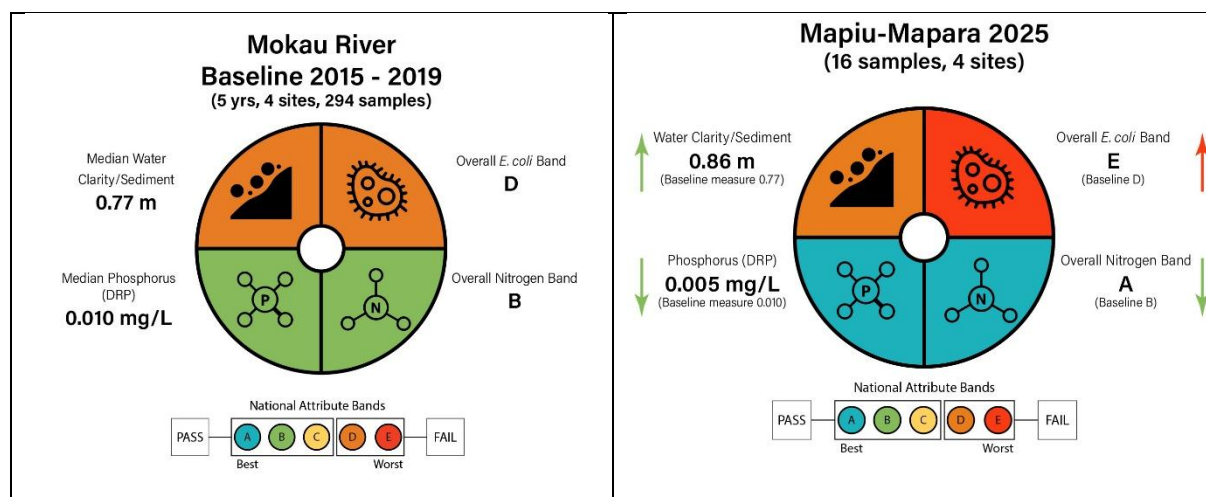 Mokau River
Baseline 2015 - 2019
(5 yrs, 4 sites, 294 samples)
Median Water
Clarity/Sediment
0.77 m
Overall E. coli Band
D
Median Phosphorus
(DRP)
0.010 mg/L
P
N
Overall Nitrogen Band
B
National Attribute Bands
PASS
A
B
C
D
E
FAIL
Best
Worst
Mapiu-Mapara 2025
(16 samples, 4 sites)
Water Clarity/Sediment
0.86 m
(Baseline measure 0.77)
Overall E. coli Band
E
(Baseline D)
Phosphorus (DRP)
0.005 mg/L
(Baseline measure 0.010)
P
N
Overall Nitrogen Band
A
(Baseline B)
National Attribute Bands
PASS
A
B
C
D
E
FAIL
Best
Worst